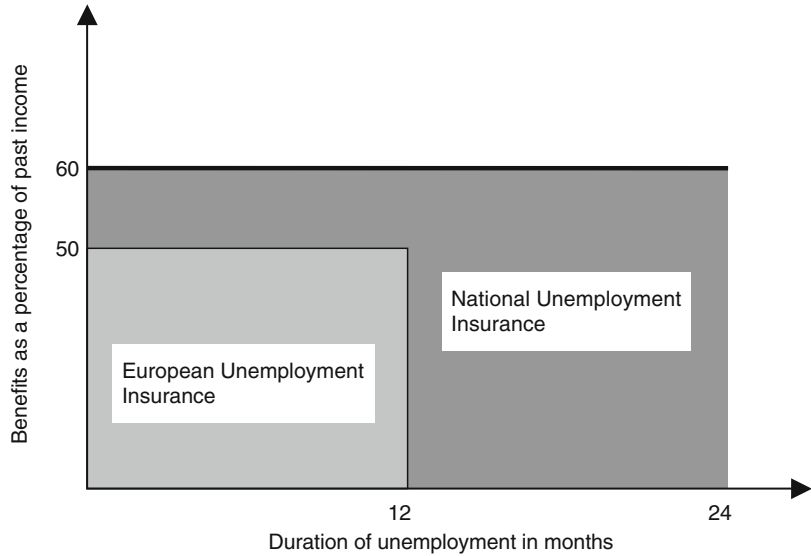 Benefits as a percentage of past income
60
50
National Unemployment
Insurance
European Unemployment
Insurance
12
24
Duration of unemployment in months